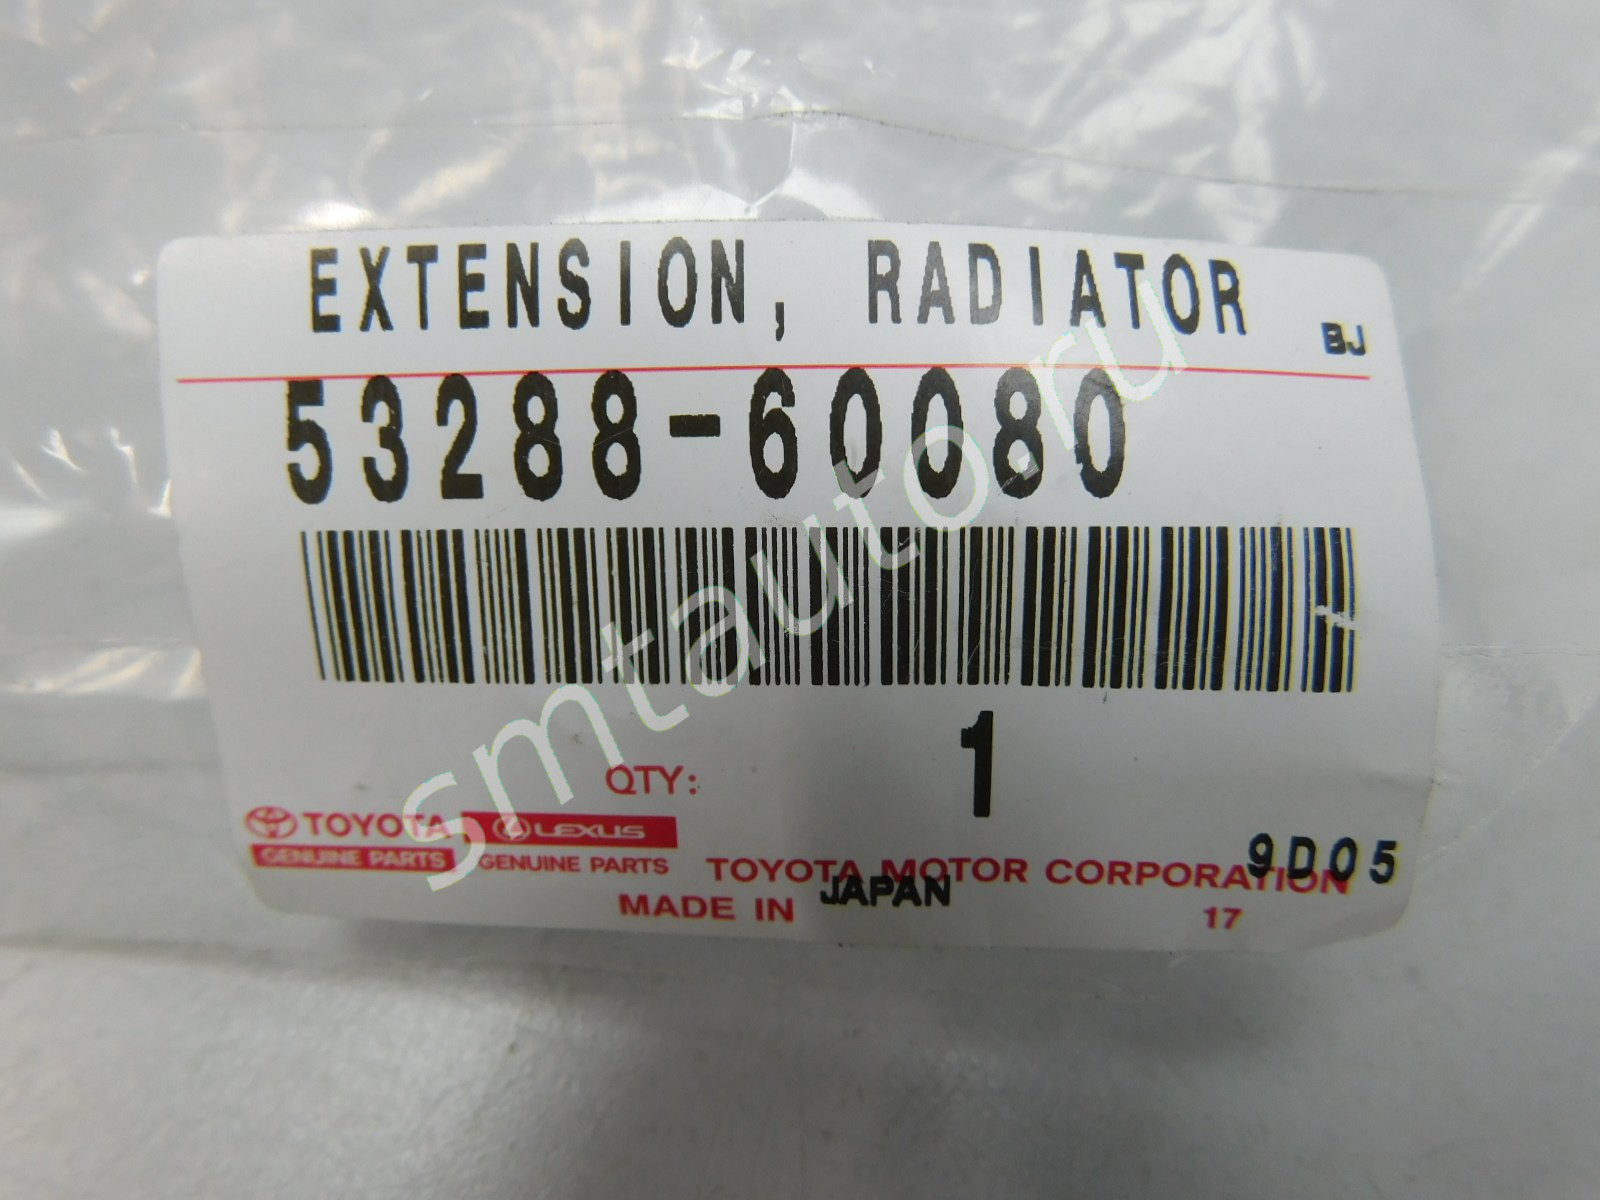 EXTENSION, RADIATOR
BJ
53288-60080
QTY: 1
TOYOTA
GENUINE PARTS
LEXUS
GENUINE PARTS
TOYOTA MOTOR CORPORATION
9D05
MADE IN JAPAN
17
smtauto.ru